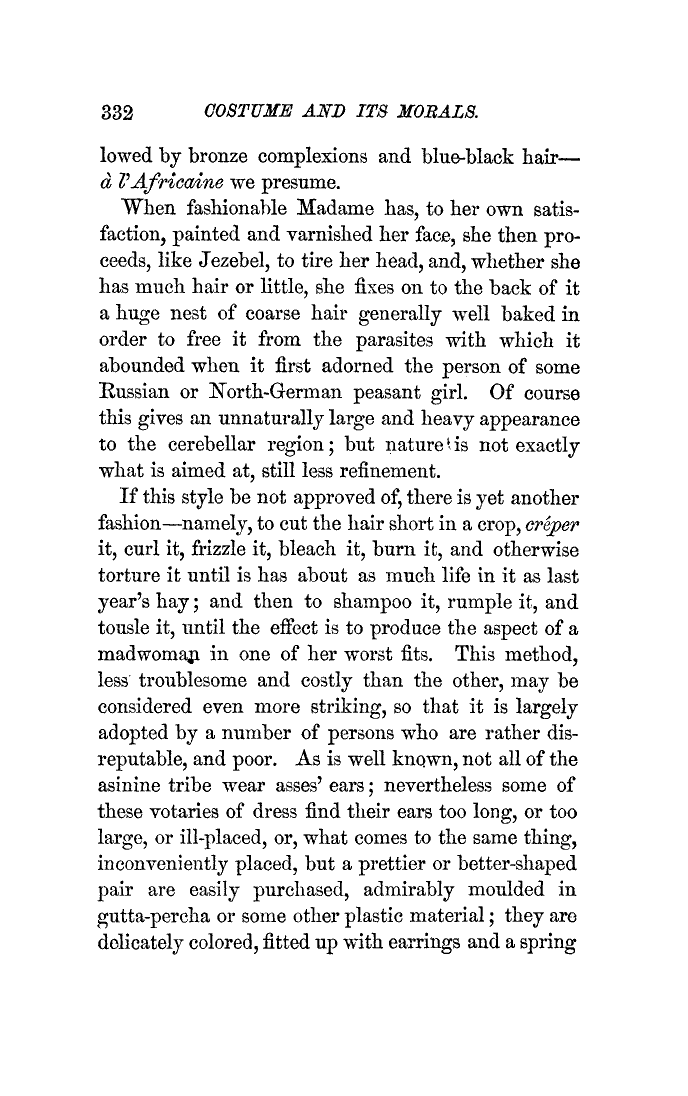 332 COSTUME AND ITS MORALS.
lowed by bronze complexions and blue-black hair—
à l'Africaine we presume.
When fashionable Madame has, to her own satis-
faction, painted and varnished her face, she then pro-
ceeds, like Jezebel, to tire her head, and, whether she
has much hair or little, she fixes on to the back of it
a huge nest of coarse hair generally well baked in
order to free it from the parasites with which it
abounded when it first adorned the person of some
Russian or North-German peasant girl. Of course
this gives an unnaturally large and heavy appearance
to the cerebellar region; but nature is not exactly
what is aimed at, still less refinement.
If this style be not approved of, there is yet another
fashion—namely, to cut the hair short in a crop, créper
it, curl it, frizzle it, bleach it, burn it, and otherwise
torture it until is has about as much life in it as last
year's hay; and then to shampoo it, rumple it, and
tousle it, until the effect is to produce the aspect of a
madwoman in one of her worst fits. This method,
less troublesome and costly than the other, may be
considered even more striking, so that it is largely
adopted by a number of persons who are rather dis-
reputable, and poor. As is well known, not all of the
asinine tribe wear asses' ears; nevertheless some of
these votaries of dress find their ears too long, or too
large, or ill-placed, or, what comes to the same thing,
inconveniently placed, but a prettier or better-shaped
pair are easily purchased, admirably moulded in
gutta-percha or some other plastic material; they are
delicately colored, fitted up with earrings and a spring